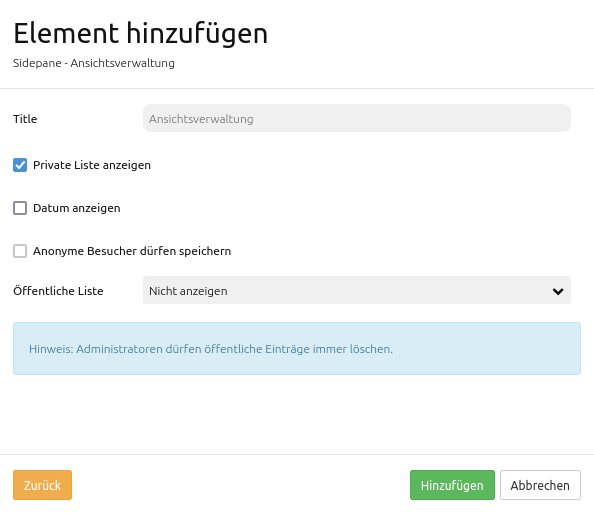 Element hinzufügen
Sidepane - Ansichtsverwaltung
Title
Ansichtsverwaltung
Private Liste anzeigen
Datum anzeigen
Anonyme Besucher dürfen speichern
Öffentliche Liste
Nicht anzeigen
Hinweis: Administratoren dürfen öffentliche Einträge immer löschen.
Zurück
Hinzufügen
Abbrechen